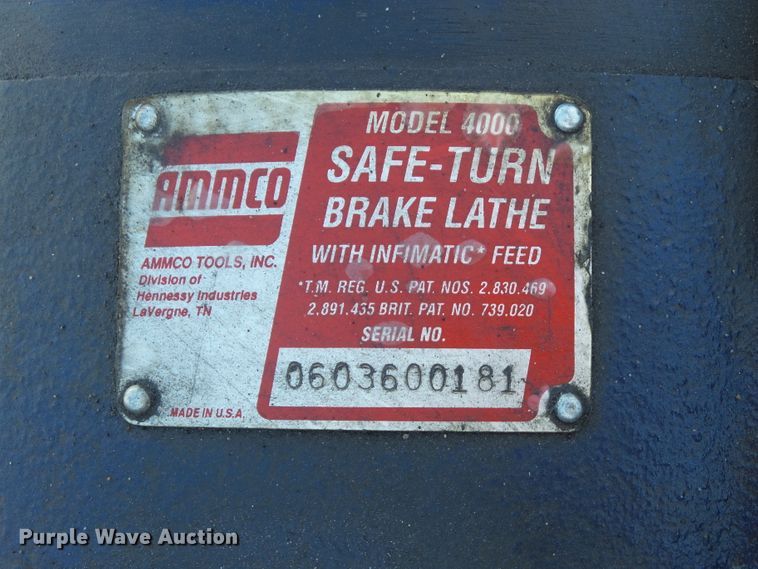 AMMCO
AMMCO TOOLS, INC.
Division of
Hennessy Industries
LaVergne, TN
MADE IN U.S.A.
MODEL 4000
SAFE-TURN
BRAKE LATHE
WITH INFIMATIC+ FEED
*T.M. REG. U.S. PAT. NOS. 2.830.469
2.891.435 BRIT. PAT. NO. 739.020
SERIAL NO.
0603600181
Purple Wave Auction